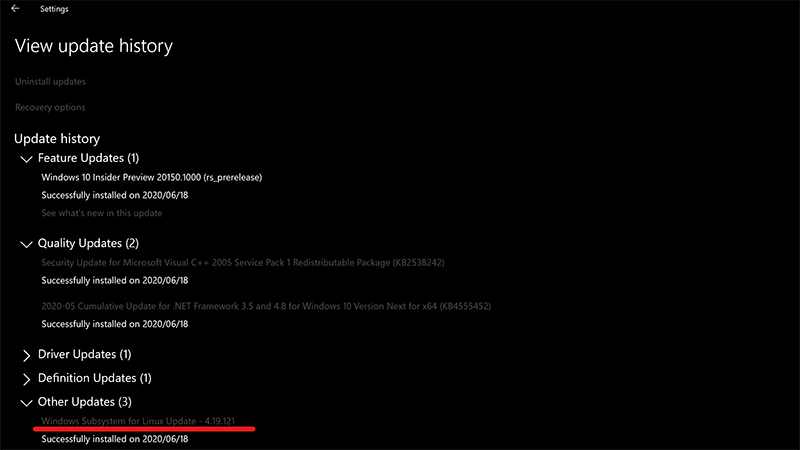 Settings
View update history
Uninstall updates
Recovery options
Update history
Feature Updates (1)
Windows 10 Insider Preview 20150.1000 (rs_prerelease)
Successfully installed on 2020/06/18
See what's new in this update
Quality Updates (2)
Security Update for Microsoft Visual C++ 2005 Service Pack 1 Redistributable Package (KB2538242)
Successfully installed on 2020/06/18
2020-05 Cumulative Update for .NET Framework 3.5 and 4.8 for Windows 10 Version Next for x64 (KB4555452)
Successfully installed on 2020/06/18
Driver Updates (1)
Definition Updates (1)
Other Updates (3)
Windows Subsystem for Linux Update - 4.19.121
Successfully installed on 2020/06/18